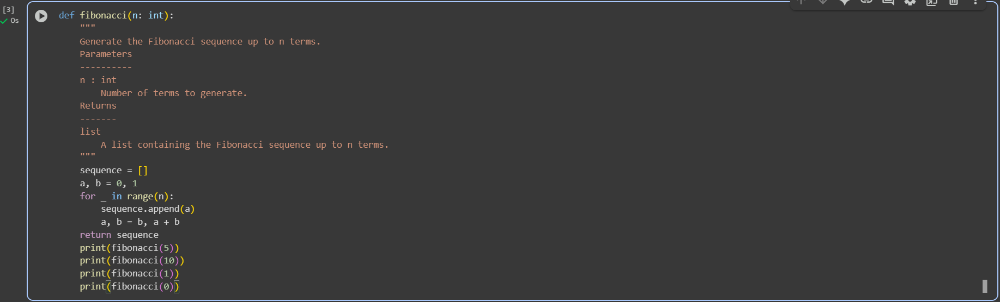 [3]
0s
def fibonacci(n: int):
    """
    Generate the Fibonacci sequence up to n terms.
    Parameters
    ----------
    n : int
        Number of terms to generate.
    Returns
    -------
    list
        A list containing the Fibonacci sequence up to n terms.
    """
    sequence = []
    a, b = 0, 1
    for _ in range(n):
        sequence.append(a)
        a, b = b, a + b
    return sequence
    print(fibonacci(5))
    print(fibonacci(10))
    print(fibonacci(1))
    print(fibonacci(0))